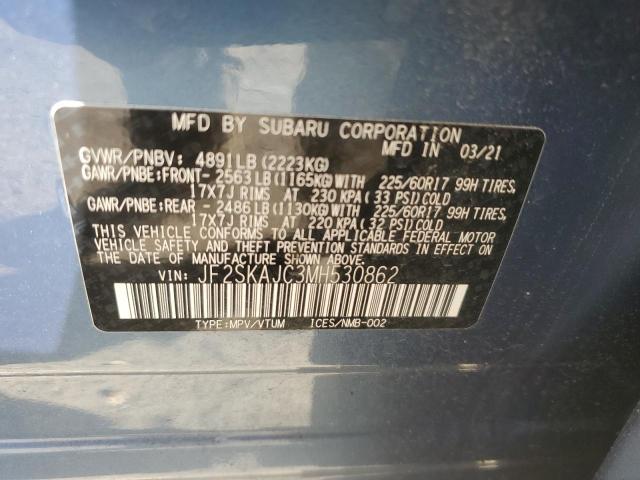 MFD BY SUBARU CORPORATION
MFD IN 03/21
GVWR/PNBV: 4891LB(2223KG)
GAWR/PNBE:FRONT- 2563LB(1165KG)WITH 225/60R17 99H TIRES,
17X7J RIMS AT 230 KPA(33 PSI)COLD
GAWR/PNBE:REAR - 2486LB(1130KG)WITH 225/60R17 99H TIRES,
17X7J RIMS AT 220 KPA(32 PSI)COLD
THIS VEHICLE CONFORMS TO ALL APPLICABLE FEDERAL MOTOR
VEHICLE SAFETY AND THEFT PREVENTION STANDARDS IN EFFECT ON
THE DATE OF MANUFACTURE SHOWN ABOVE.
VIN: JF2SKAJC3MH530862
TYPE:MPV/VTUM ICES/NMB-002